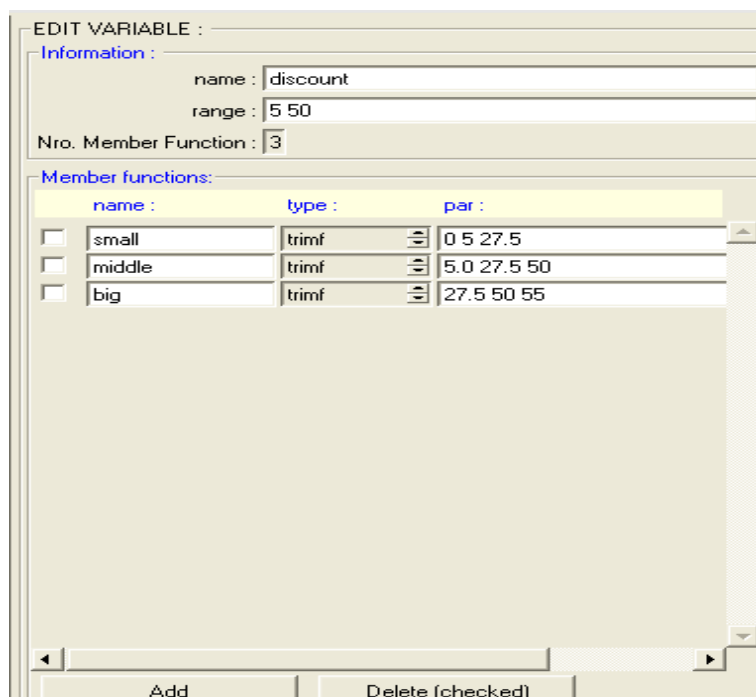 EDIT VARIABLE :
Information :
name : discount
range : 5 50
Nro. Member Function : 3
Member functions:
name : type : par :
small trimf 0 5 27.5
middle trimf 5.0 27.5 50
big trimf 27.5 50 55
Add Delete (checked)